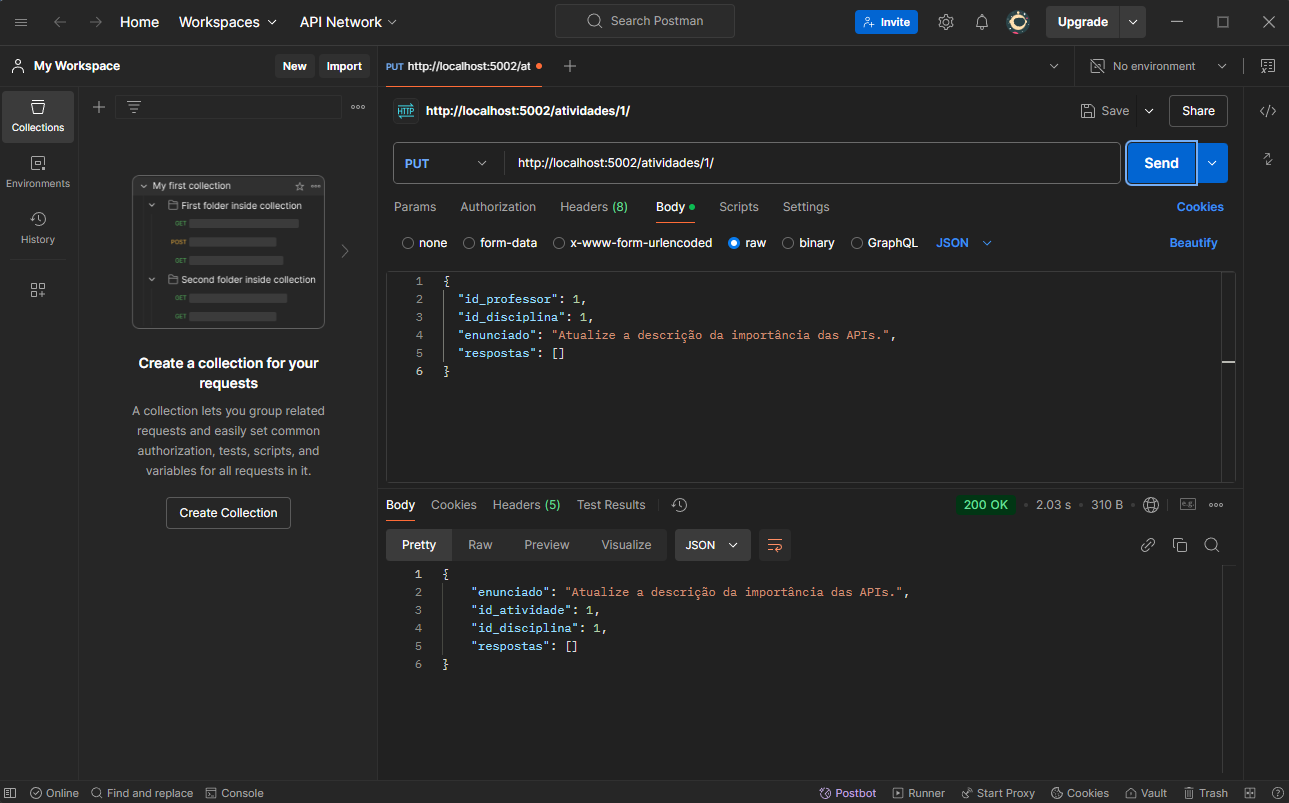 Home Workspaces API Network Search Postman Invite Upgrade
My Workspace New Import PUT http://localhost:5002/at No environment
Collections
Environments
History
My first collection
First folder inside collection
GET
POST
GET
Second folder inside collection
GET
GET
Create a collection for your
requests
A collection lets you group related
requests and easily set common
authorization, tests, scripts, and
variables for all requests in it.
Create Collection
HTTP http://localhost:5002/atividades/1/ Save Share
PUT http://localhost:5002/atividades/1/ Send
Params Authorization Headers (8) Body Scripts Settings Cookies
none form-data x-www-form-urlencoded raw binary GraphQL JSON Beautify
1 {
2 "id_professor": 1,
3 "id_disciplina": 1,
4 "enunciado": "Atualize a descrição da importância das APIs.",
5 "respostas": []
6 }
Body Cookies Headers (5) Test Results 200 OK 2.03 s 310 B e.g.
Pretty Raw Preview Visualize JSON
1 {
2 "enunciado": "Atualize a descrição da importância das APIs.",
3 "id_atividade": 1,
4 "id_disciplina": 1,
5 "respostas": []
6 }
Online Find and replace Console Postbot Runner Start Proxy Cookies Vault Trash